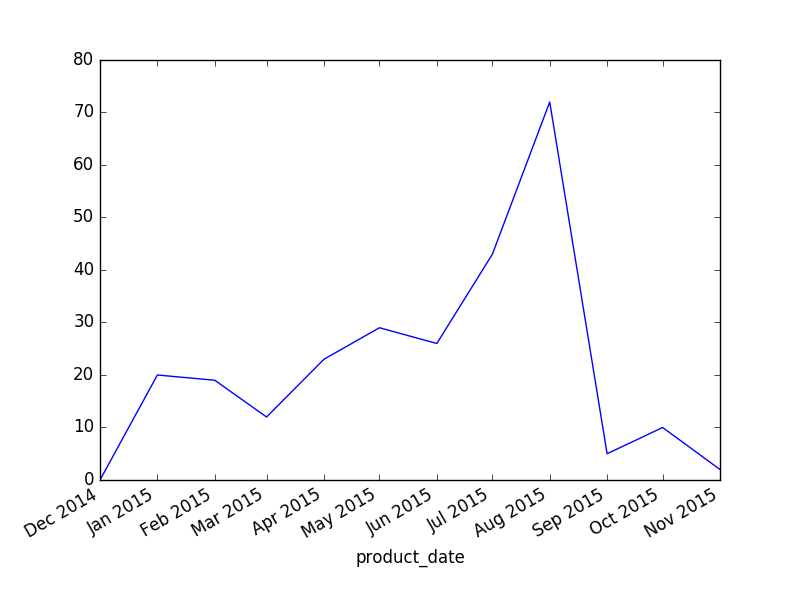 80
70
60
50
40
30
20
10
0
Dec 2014
Jan 2015
Feb 2015
Mar 2015
Apr 2015
May 2015
Jun 2015
Jul 2015
Aug 2015
Sep 2015
Oct 2015
Nov 2015
product_date